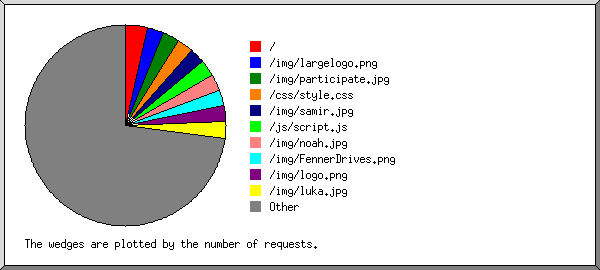 /
/img/largelogo.png
/img/participate.jpg
/css/style.css
/img/samir.jpg
/js/script.js
/img/noah.jpg
/img/FennerDrives.png
/img/logo.png
/img/luka.jpg
Other
The wedges are plotted by the number of requests.